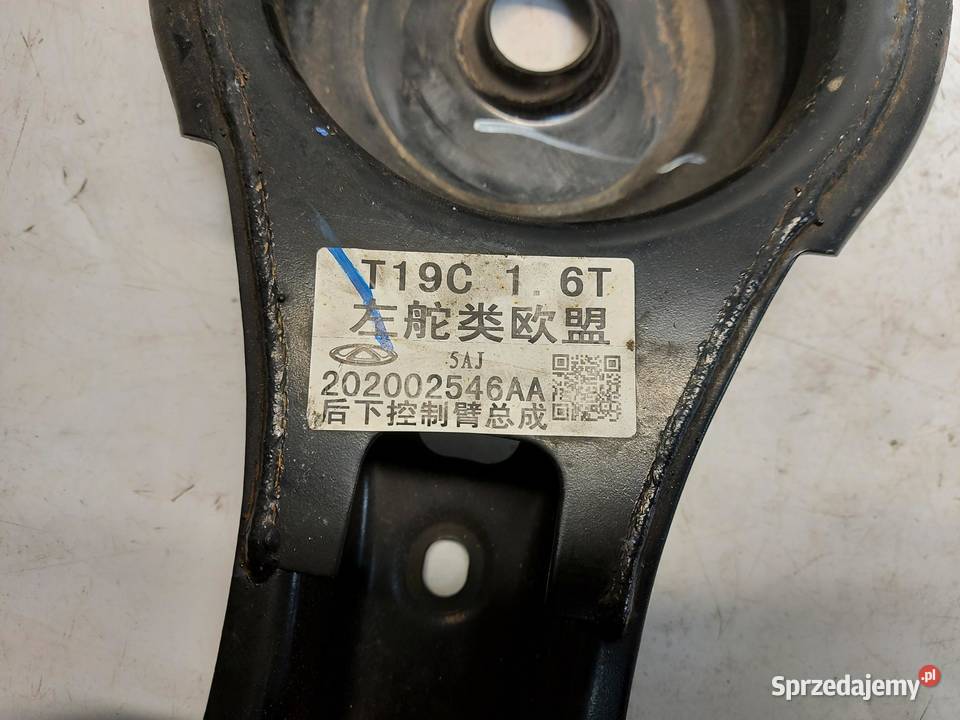 T19C 1.6T
左舵类欧盟
5AJ
202002546AA
后下控制臂总成
Sprzedajemy.pl